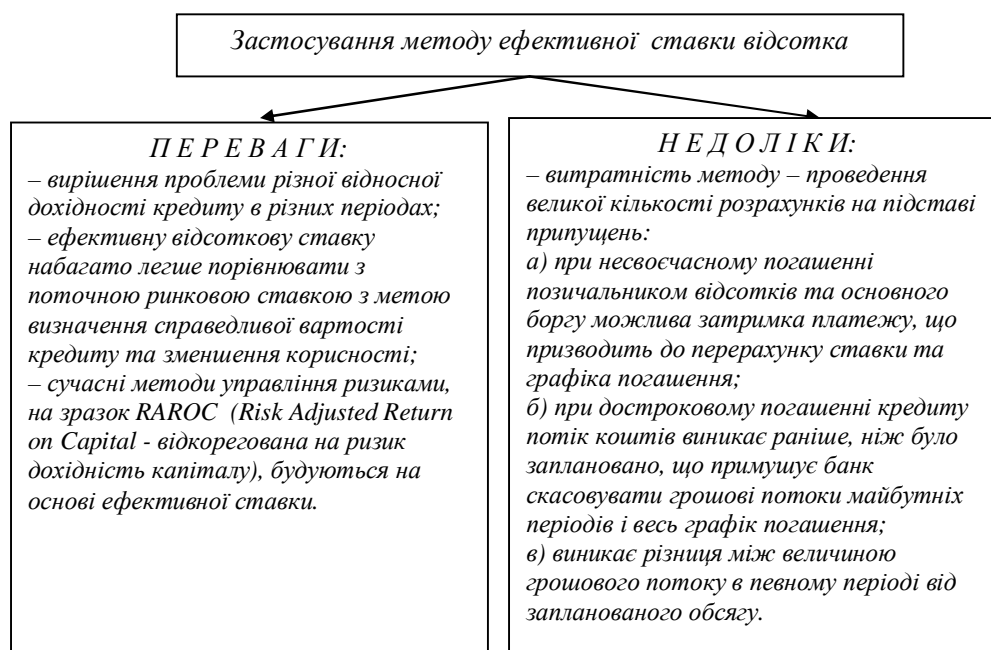 Застосування методу ефективної ставки відсотка
П Е Р Е В А Г И:
– вирішення проблеми різної відносної
дохідності кредиту в різних періодах;
– ефективну відсоткову ставку
набагато легше порівнювати з
поточною ринковою ставкою з метою
визначення справедливої вартості
кредиту та зменшення корисності;
– сучасні методи управління ризиками,
на зразок RAROC (Risk Adjusted Return
on Capital - відкорегована на ризик
дохідність капіталу), будуються на
основі ефективної ставки.
Н Е Д О Л І К И:
– витратність методу – проведення
великої кількості розрахунків на підставі
припущень:
а) при несвоєчасному погашенні
позичальником відсотків та основного
боргу можлива затримка платежу, що
призводить до перерахунку ставки та
графіка погашення;
б) при достроковому погашенні кредиту
потік коштів виникає раніше, ніж було
заплановано, що примушує банк
скасовувати грошові потоки майбутніх
періодів і весь графік погашення;
в) виникає різниця між величиною
грошового потоку в певному періоді від
запланованого обсягу.